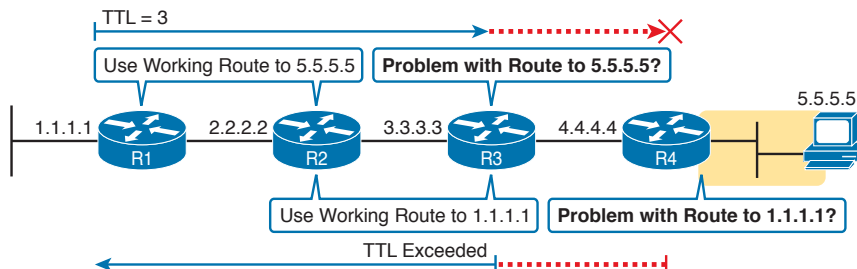 TTL = 3
Use Working Route to 5.5.5.5
Problem with Route to 5.5.5.5?
5.5.5.5
1.1.1.1
2.2.2.2
3.3.3.3
4.4.4.4
R1
R2
R3
R4
Use Working Route to 1.1.1.1
Problem with Route to 1.1.1.1?
TTL Exceeded